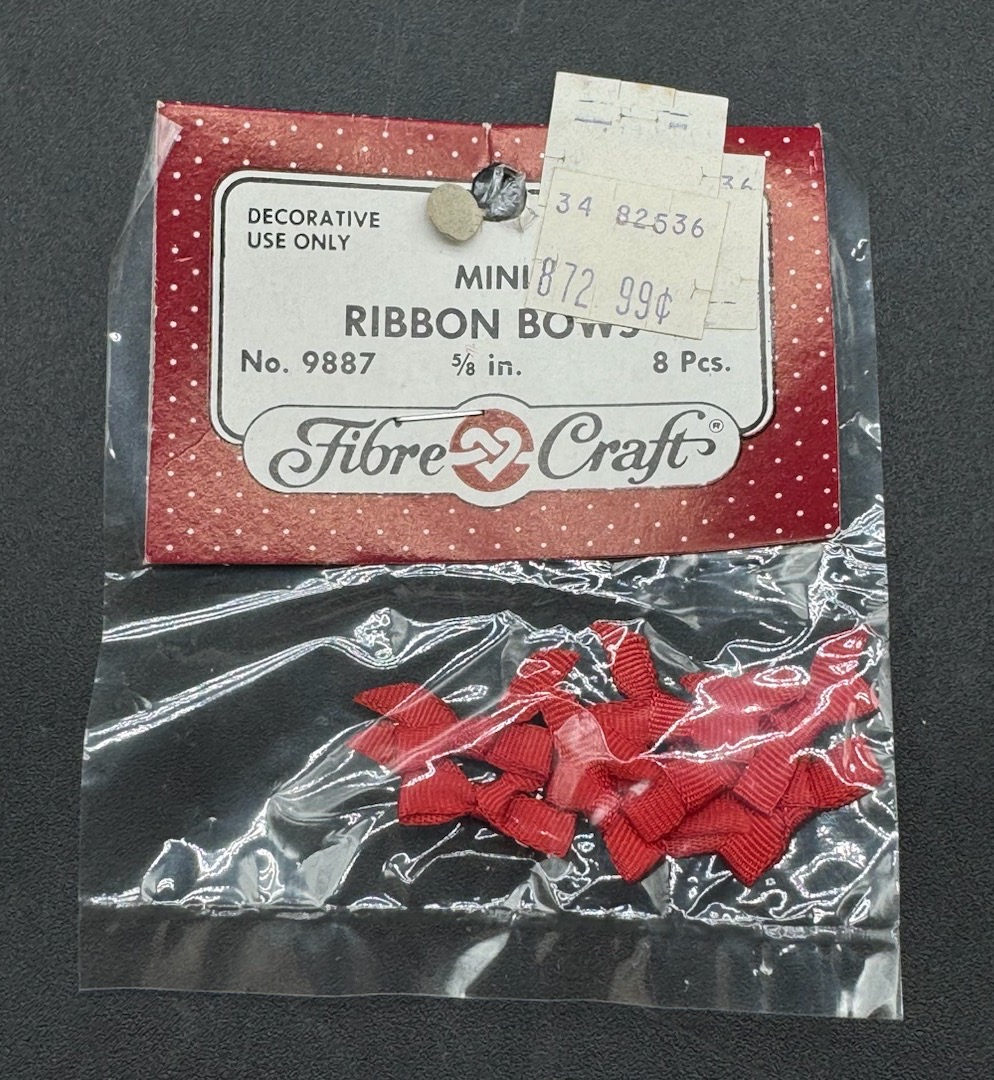 36
34 82536
872 99¢
DECORATIVE
USE ONLY
MINI
RIBBON BOWS
No. 9887 5/8 in. 8 Pcs.
Fibre Craft®